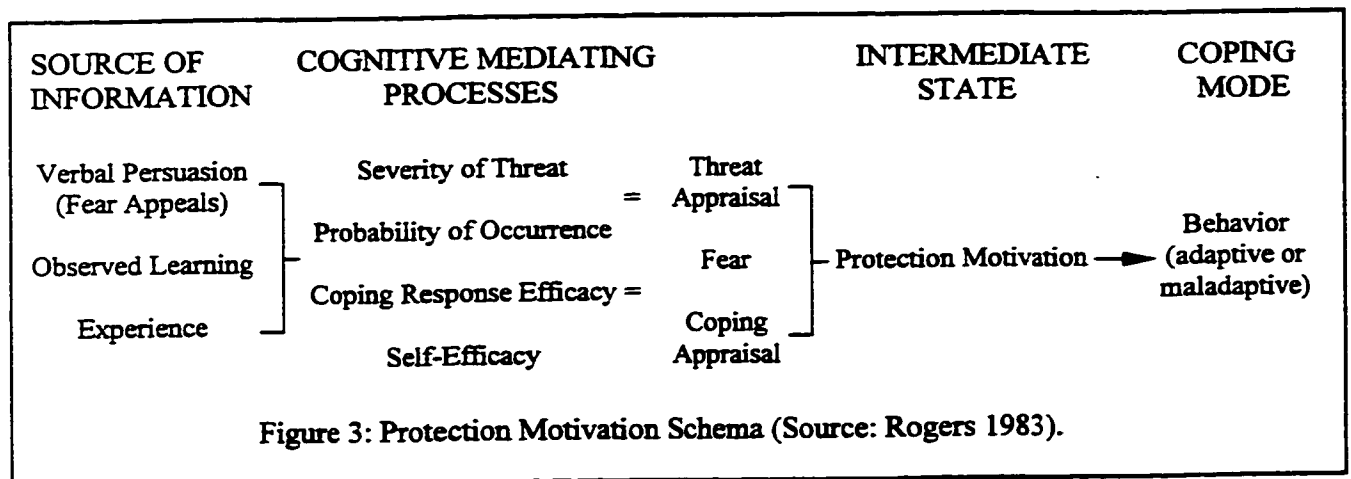 SOURCE OF
INFORMATION
COGNITIVE MEDIATING
PROCESSES
INTERMEDIATE
STATE
COPING
MODE
Verbal Persuasion
(Fear Appeals)
Observed Learning
Experience
Severity of Threat
Probability of Occurrence
=
Coping Response Efficacy =
Self-Efficacy
Threat
Appraisal
Fear
Coping
Appraisal
Protection Motivation
Behavior
(adaptive or
maladaptive)
Figure 3: Protection Motivation Schema (Source: Rogers 1983).